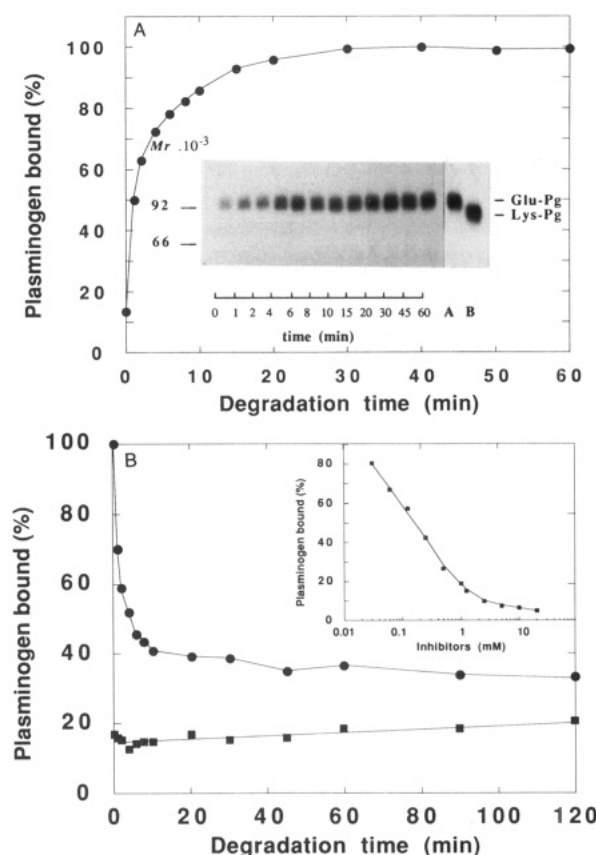 A
Plasminogen bound (%)
100
80
60
40
20
0
Mr .10-3
92
66
Glu-Pg
Lys-Pg
0 1 2 4 6 8 10 15 20 30 45 60 A B
time (min)
0 10 20 30 40 50 60
Degradation time (min)
B
Plasminogen bound (%)
100
80
60
40
20
0
Plasminogen bound (%)
80
60
40
20
0
0.01 0.1 1 10
Inhibitors (mM)
0 20 40 60 80 100 120
Degradation time (min)